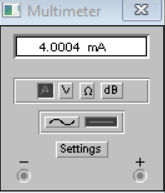 Multimeter
4.0004 mA
A V Ω dB
Settings
− +